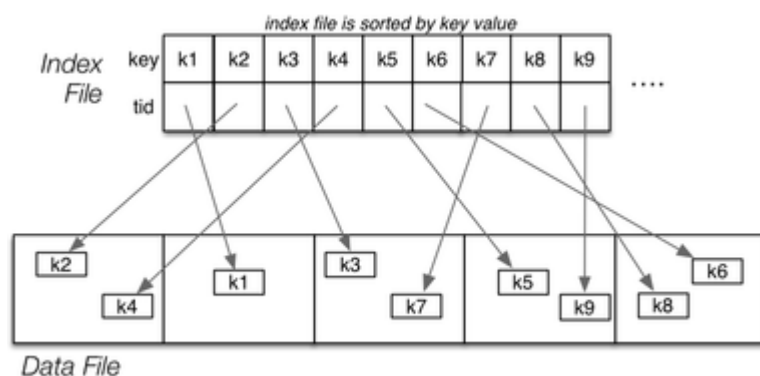 index file is sorted by key value
Index
File
key k1 k2 k3 k4 k5 k6 k7 k8 k9 ....
tid
k2 k3 k6
k1 k5
k4 k7 k9 k8
Data File